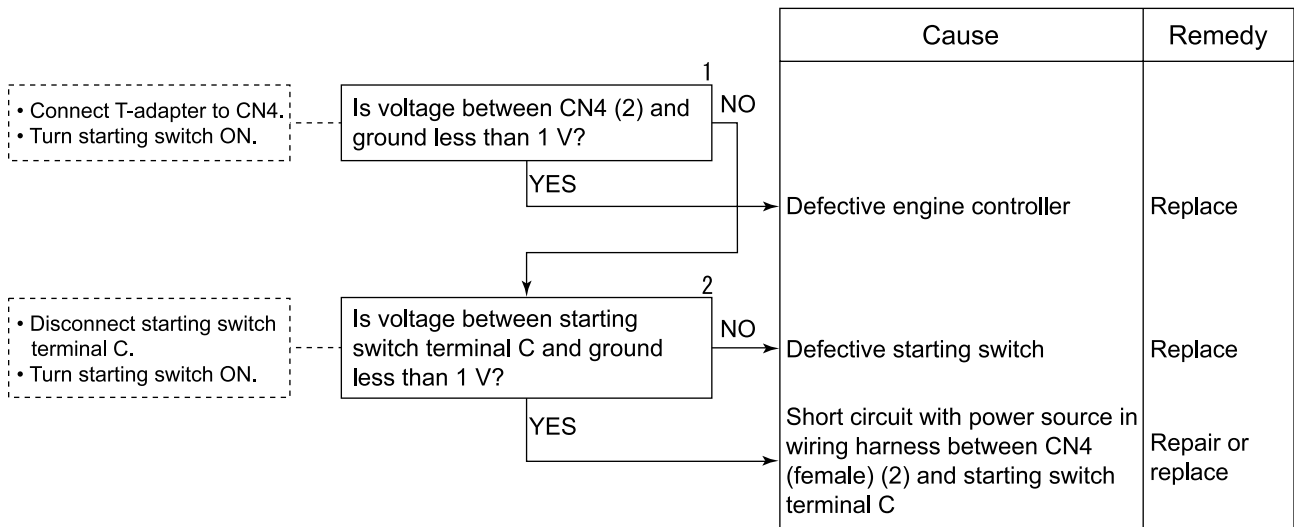 Cause
Remedy
1
• Connect T-adapter to CN4.
• Turn starting switch ON.
Is voltage between CN4 (2) and
ground less than 1 V?
NO
YES
Defective engine controller
Replace
2
• Disconnect starting switch
terminal C.
• Turn starting switch ON.
Is voltage between starting
switch terminal C and ground
less than 1 V?
NO
Defective starting switch
Replace
YES
Short circuit with power source in
wiring harness between CN4
(female) (2) and starting switch
terminal C
Repair or
replace